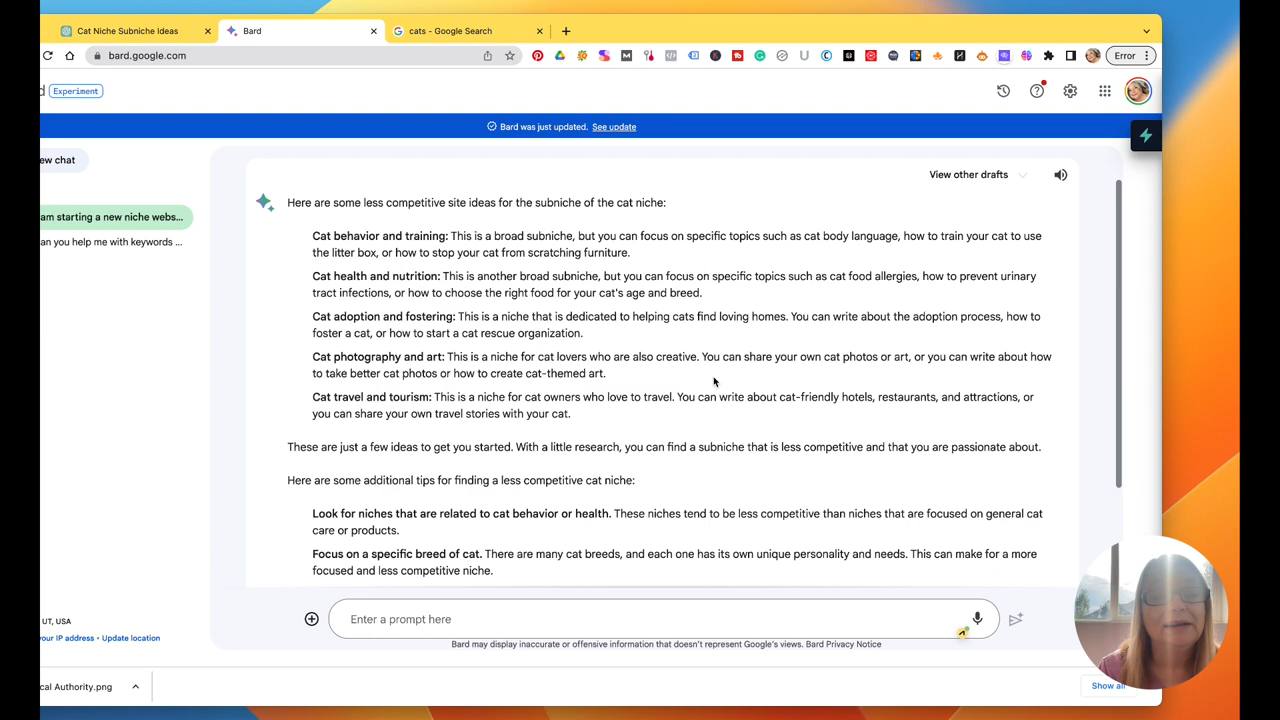 Cat Niche Subniche Ideas
Bard
cats - Google Search
bard.google.com
Error
d Experiment
Bard was just updated. See update
ew chat
View other drafts
am starting a new niche webs...
an you help me with keywords ...
Here are some less competitive site ideas for the subniche of the cat niche:
Cat behavior and training: This is a broad subniche, but you can focus on specific topics such as cat body language, how to train your cat to use
the litter box, or how to stop your cat from scratching furniture.
Cat health and nutrition: This is another broad subniche, but you can focus on specific topics such as cat food allergies, how to prevent urinary
tract infections, or how to choose the right food for your cat's age and breed.
Cat adoption and fostering: This is a niche that is dedicated to helping cats find loving homes. You can write about the adoption process, how to
foster a cat, or how to start a cat rescue organization.
Cat photography and art: This is a niche for cat lovers who are also creative. You can share your own cat photos or art, or you can write about how
to take better cat photos or how to create cat-themed art.
Cat travel and tourism: This is a niche for cat owners who love to travel. You can write about cat-friendly hotels, restaurants, and attractions, or
you can share your own travel stories with your cat.
These are just a few ideas to get you started. With a little research, you can find a subniche that is less competitive and that you are passionate about.
Here are some additional tips for finding a less competitive cat niche:
Look for niches that are related to cat behavior or health. These niches tend to be less competitive than niches that are focused on general cat
care or products.
Focus on a specific breed of cat. There are many cat breeds, and each one has its own unique personality and needs. This can make for a more
focused and less competitive niche.
Enter a prompt here
UT, USA
your IP address • Update location
Bard may display inaccurate or offensive information that doesn't represent Google's views. Bard Privacy Notice
cal Authority.png
Show all